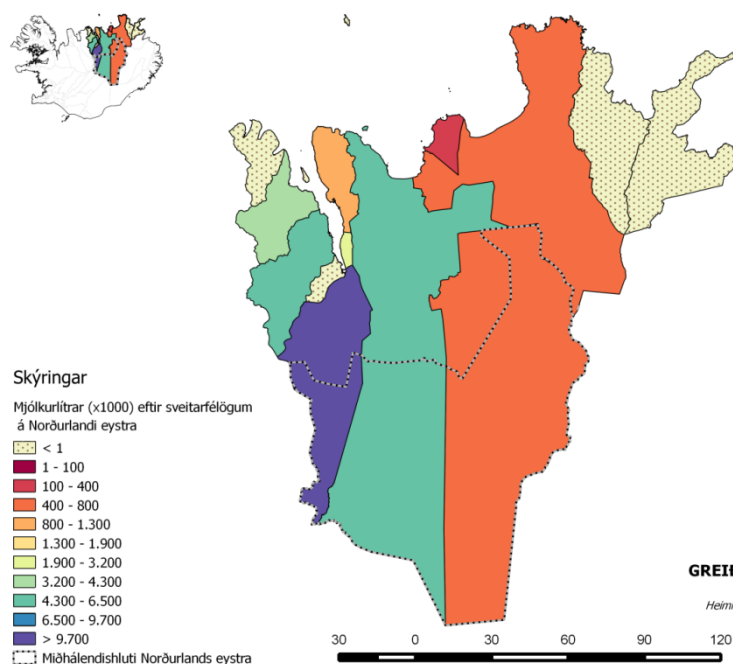 Skýringar
Mjólkurlítrar (x1000) eftir sveitarfélögum
á Norðurlandi eystra
< 1
1 - 100
100 - 400
400 - 800
800 - 1.300
1.300 - 1.900
1.900 - 3.200
3.200 - 4.300
4.300 - 6.500
6.500 - 9.700
> 9.700
Miðhálendishluti Norðurlands eystra
30 0 30 60 90 120